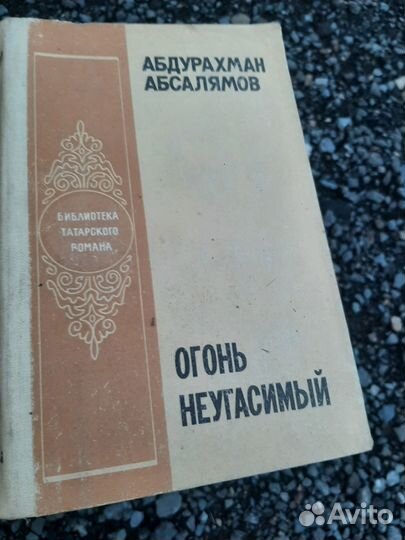 АБДУРАХМАН
АБСАЛЯМОВ
БИБЛИОТЕКА
ТАТАРСКОГО
РОМАНА
ОГОНЬ
НЕУГАСИМЫЙ
Avito